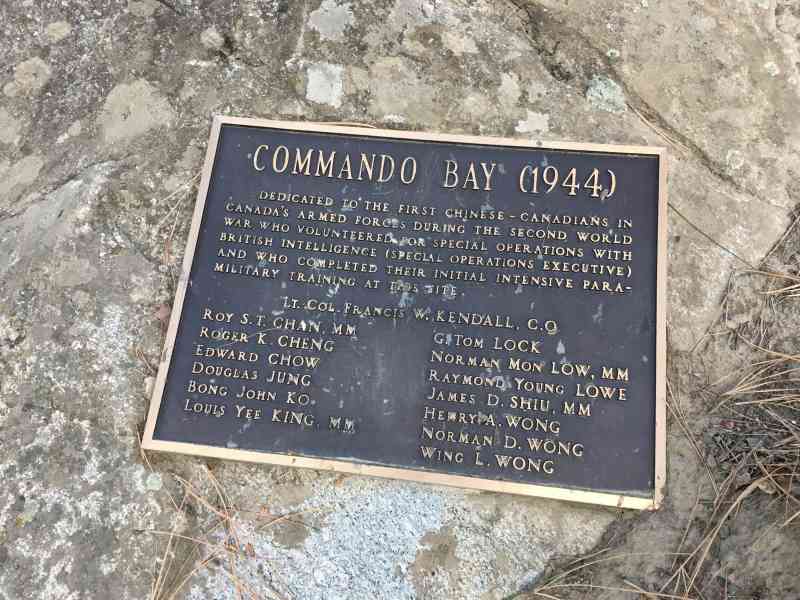 COMMANDO BAY (1944)
DEDICATED TO THE FIRST CHINESE-CANADIANS IN
CANADA'S ARMED FORCES DURING THE SECOND WORLD
WAR WHO VOLUNTEERED FOR SPECIAL OPERATIONS WITH
BRITISH INTELLIGENCE (SPECIAL OPERATIONS EXECUTIVE)
AND WHO COMPLETED THEIR INITIAL INTENSIVE PARA-
MILITARY TRAINING AT THIS SITE.
LT. COL. FRANCIS W. KENDALL, C.O.
ROY S.T. CHAN, MM
ROGER K. CHENG
EDWARD CHOW
DOUGLAS JUNG
BONG JOHN KO
LOUIS YEE KING, MM
G. TOM LOCK
NORMAN MON LOW, MM
RAYMOND YOUNG LOWE
JAMES D. SHIU, MM
HENRY A. WONG
NORMAN D. WONG
WING L. WONG